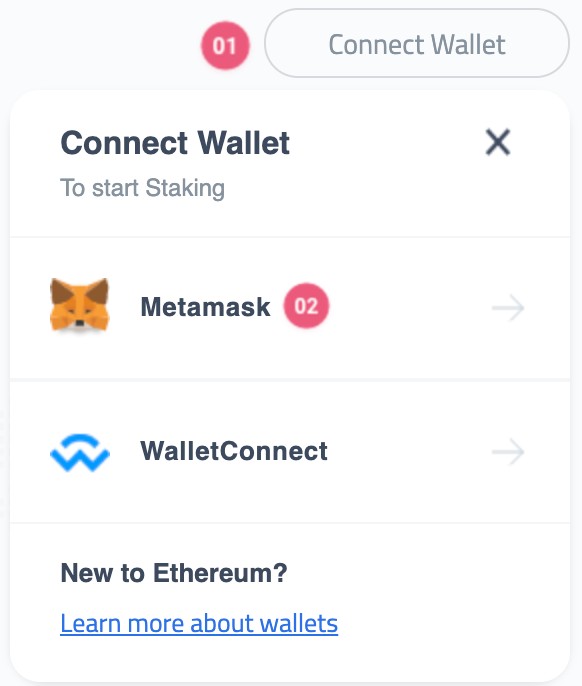 01 Connect Wallet
Connect Wallet
To start Staking
Metamask 02
WalletConnect
New to Ethereum?
Learn more about wallets